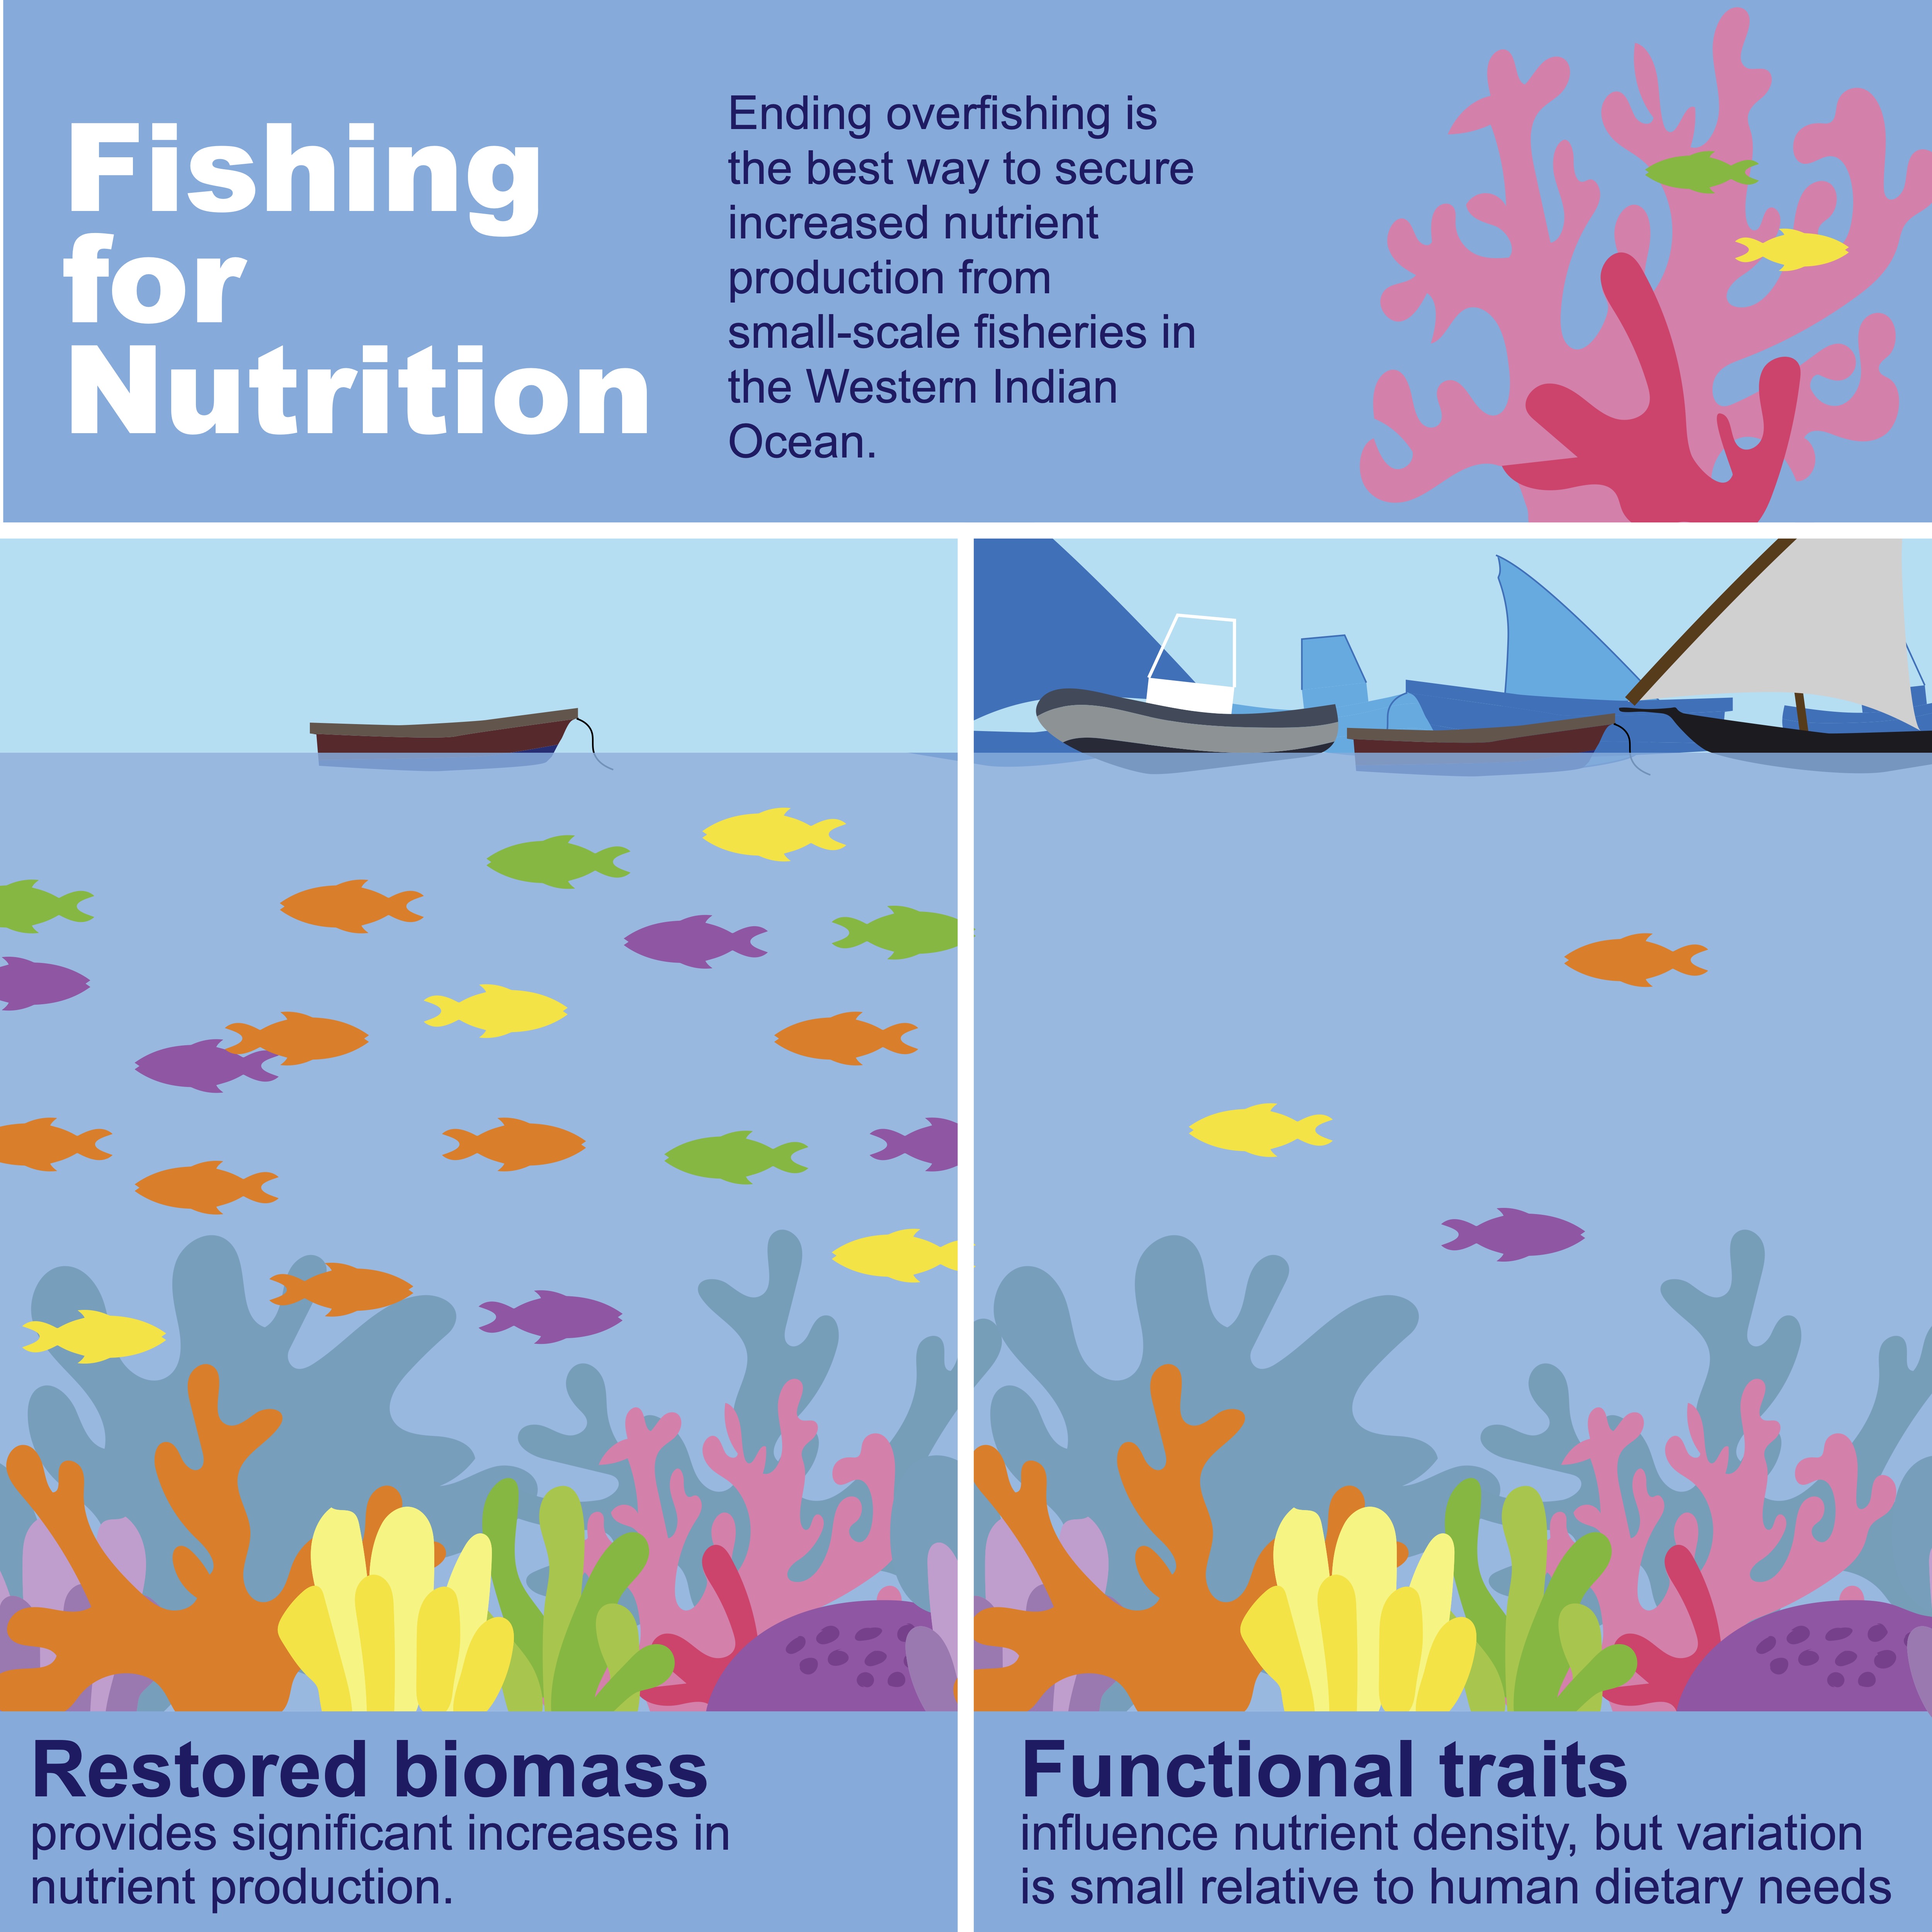 Fishing
for
Nutrition
Ending overfishing is
the best way to secure
increased nutrient
production from
small-scale fisheries in
the Western Indian
Ocean.
Restored biomass
provides significant increases in
nutrient production.
Functional traits
influence nutrient density, but variation
is small relative to human dietary needs